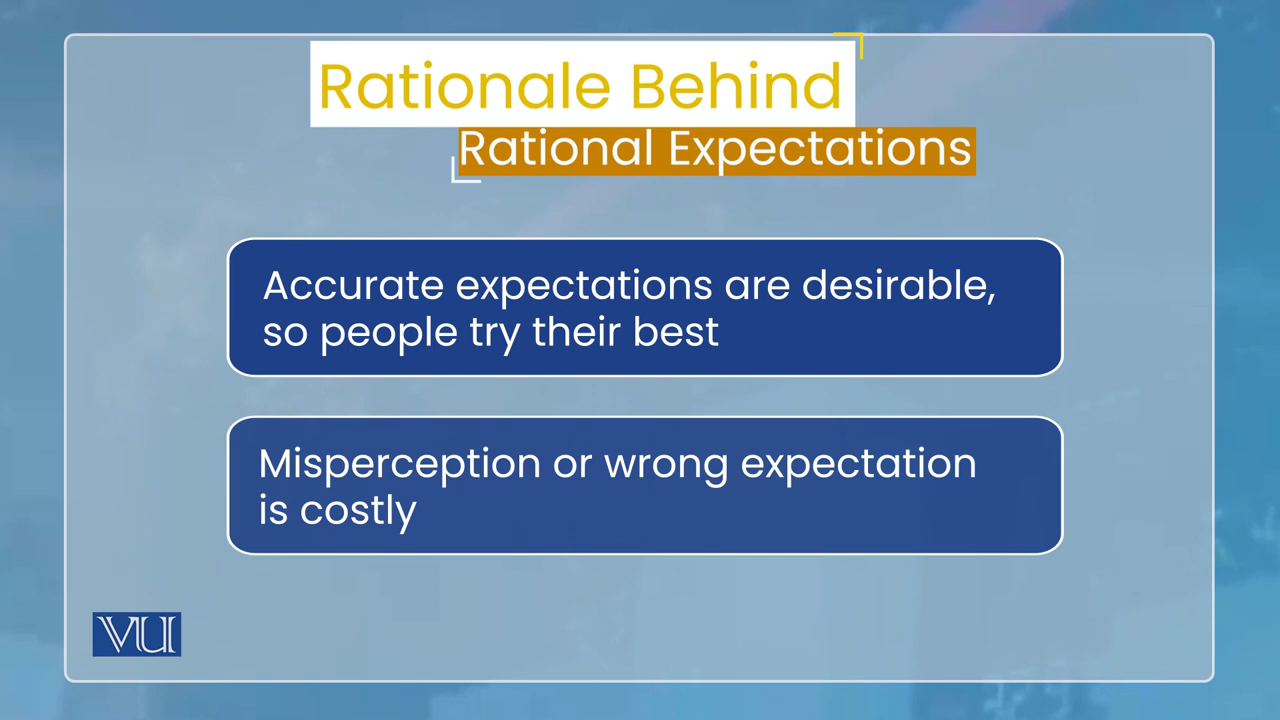 Rationale Behind
Rational Expectations
Accurate expectations are desirable,
so people try their best
Misperception or wrong expectation
is costly
VU